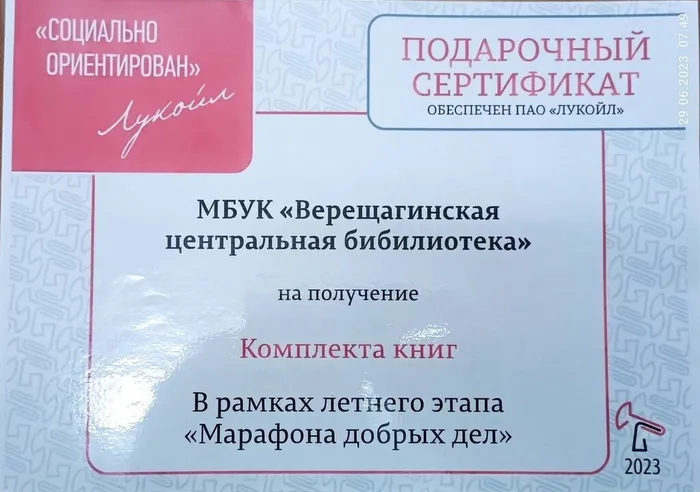 «СОЦИАЛЬНО
ОРИЕНТИРОВАН»
Лукойл
ПОДАРОЧНЫЙ
СЕРТИФИКАТ
ОБЕСПЕЧЕН ПАО «ЛУКОЙЛ»
29 06 2023 07:49
МБУК «Верещагинская
центральная бибилиотека»
на получение
Комплекта книг
В рамках летнего этапа
«Марафона добрых дел»
2023